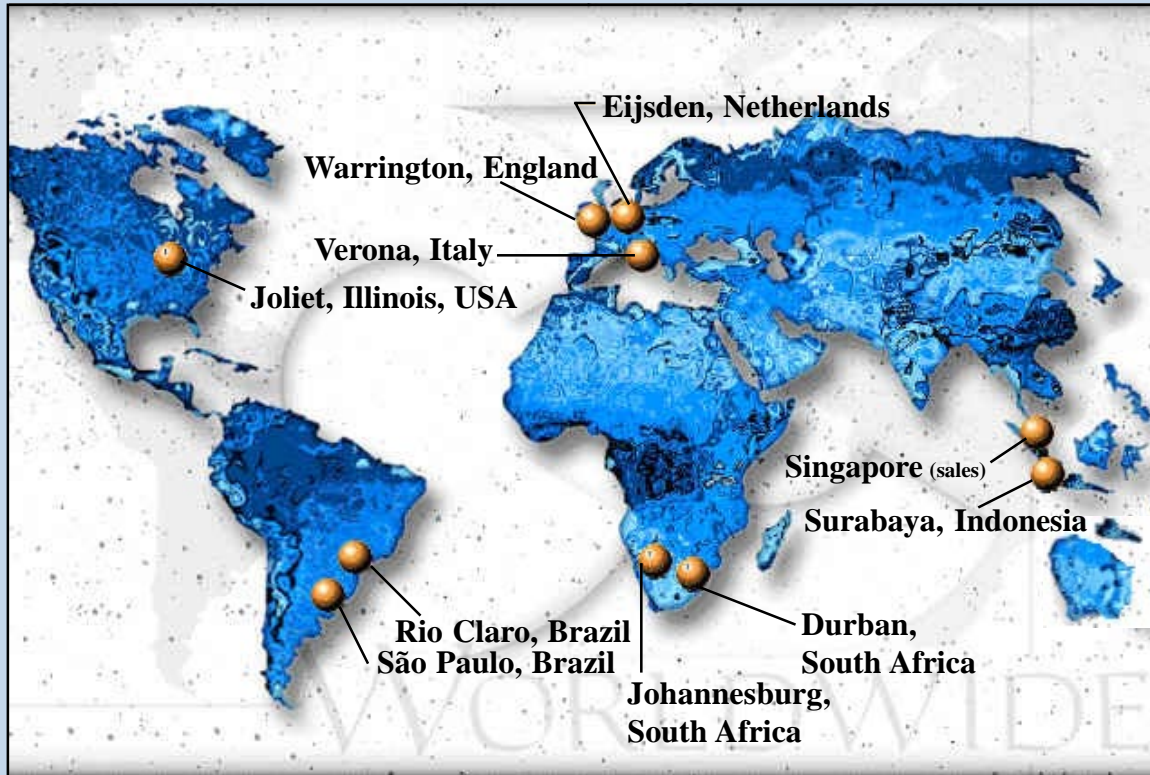 Eijsden, Netherlands
Warrington, England
Verona, Italy
Joliet, Illinois, USA
Singapore (sales)
Surabaya, Indonesia
Rio Claro, Brazil
São Paulo, Brazil
Durban,
South Africa
Johannesburg,
South Africa
WORLDWIDE